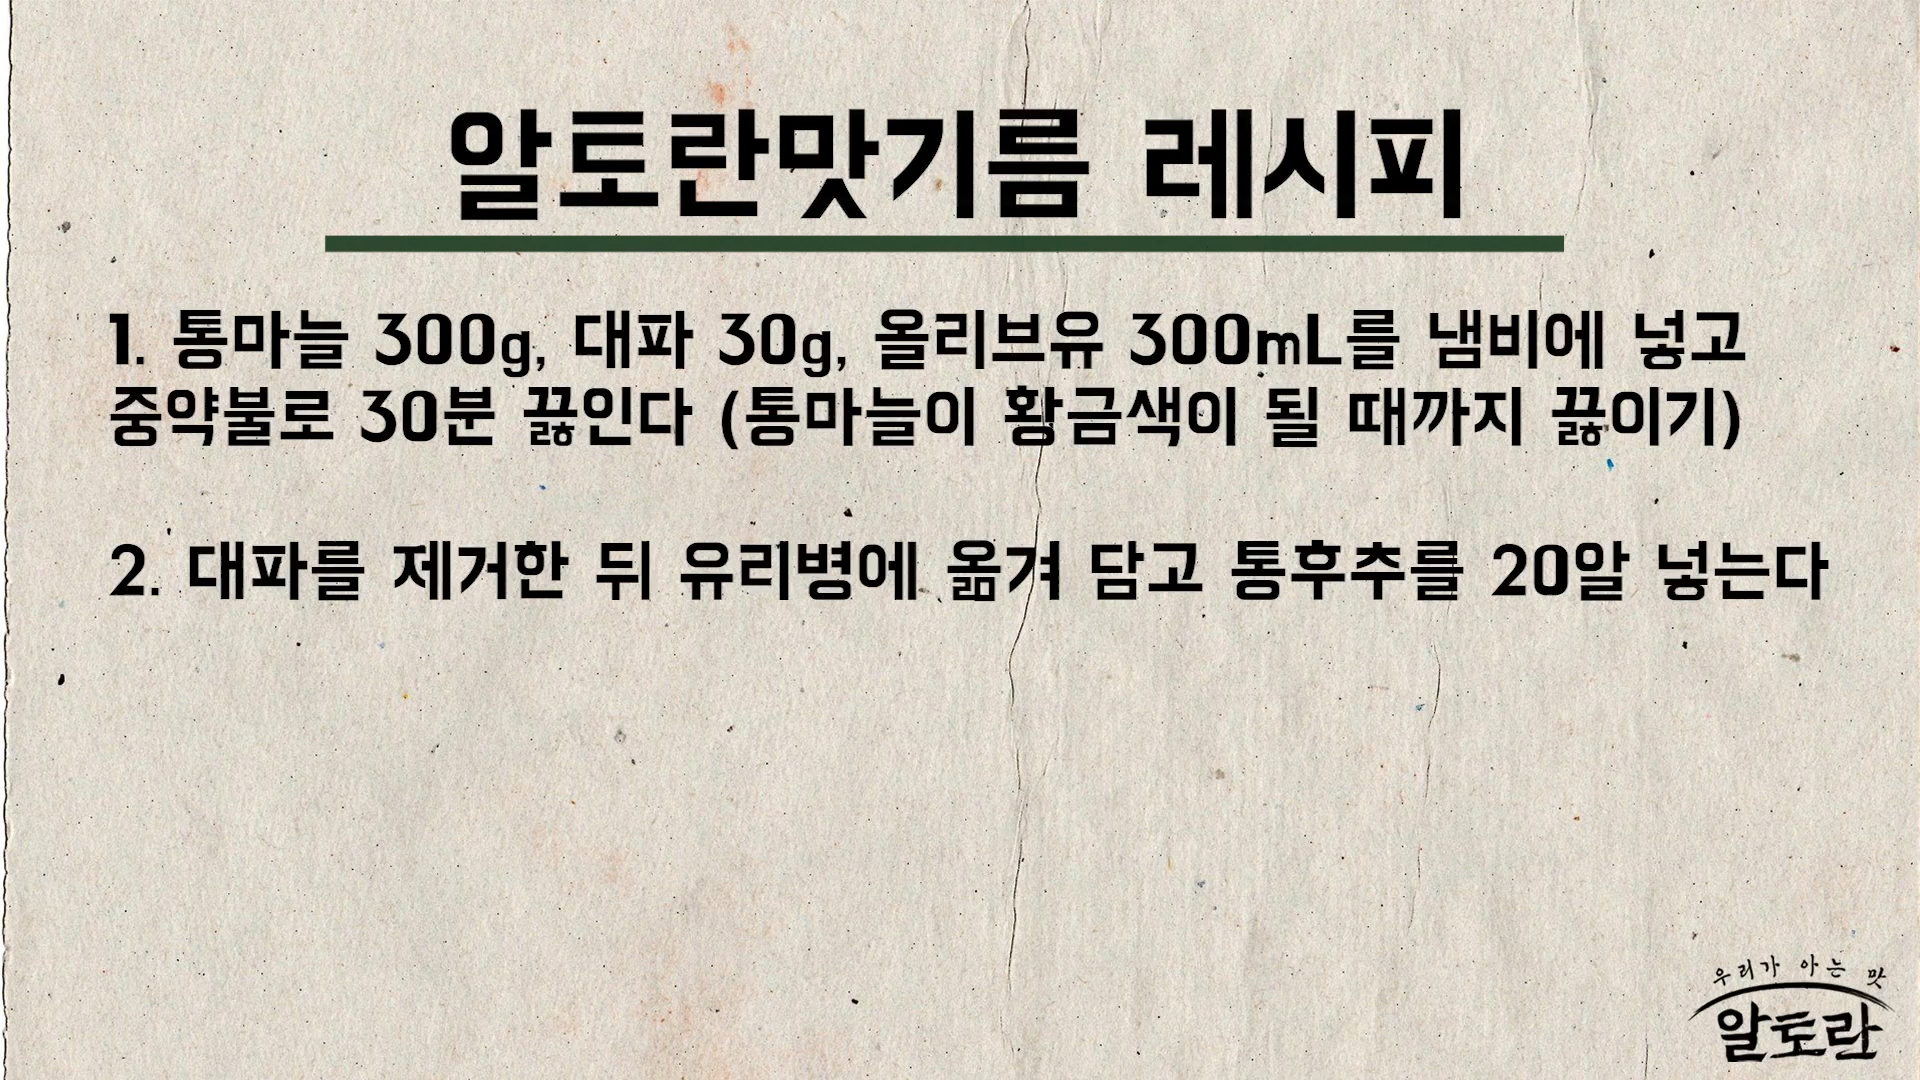 알토란맛기름 레시피
1. 통마늘 300g, 대파 30g, 올리브유 300mL를 냄비에 넣고
중약불로 30분 끓인다 (통마늘이 황금색이 될 때까지 끓이기)
2. 대파를 제거한 뒤 유리병에 옮겨 담고 통후추를 20알 넣는다
우리가 아는 맛
알토란